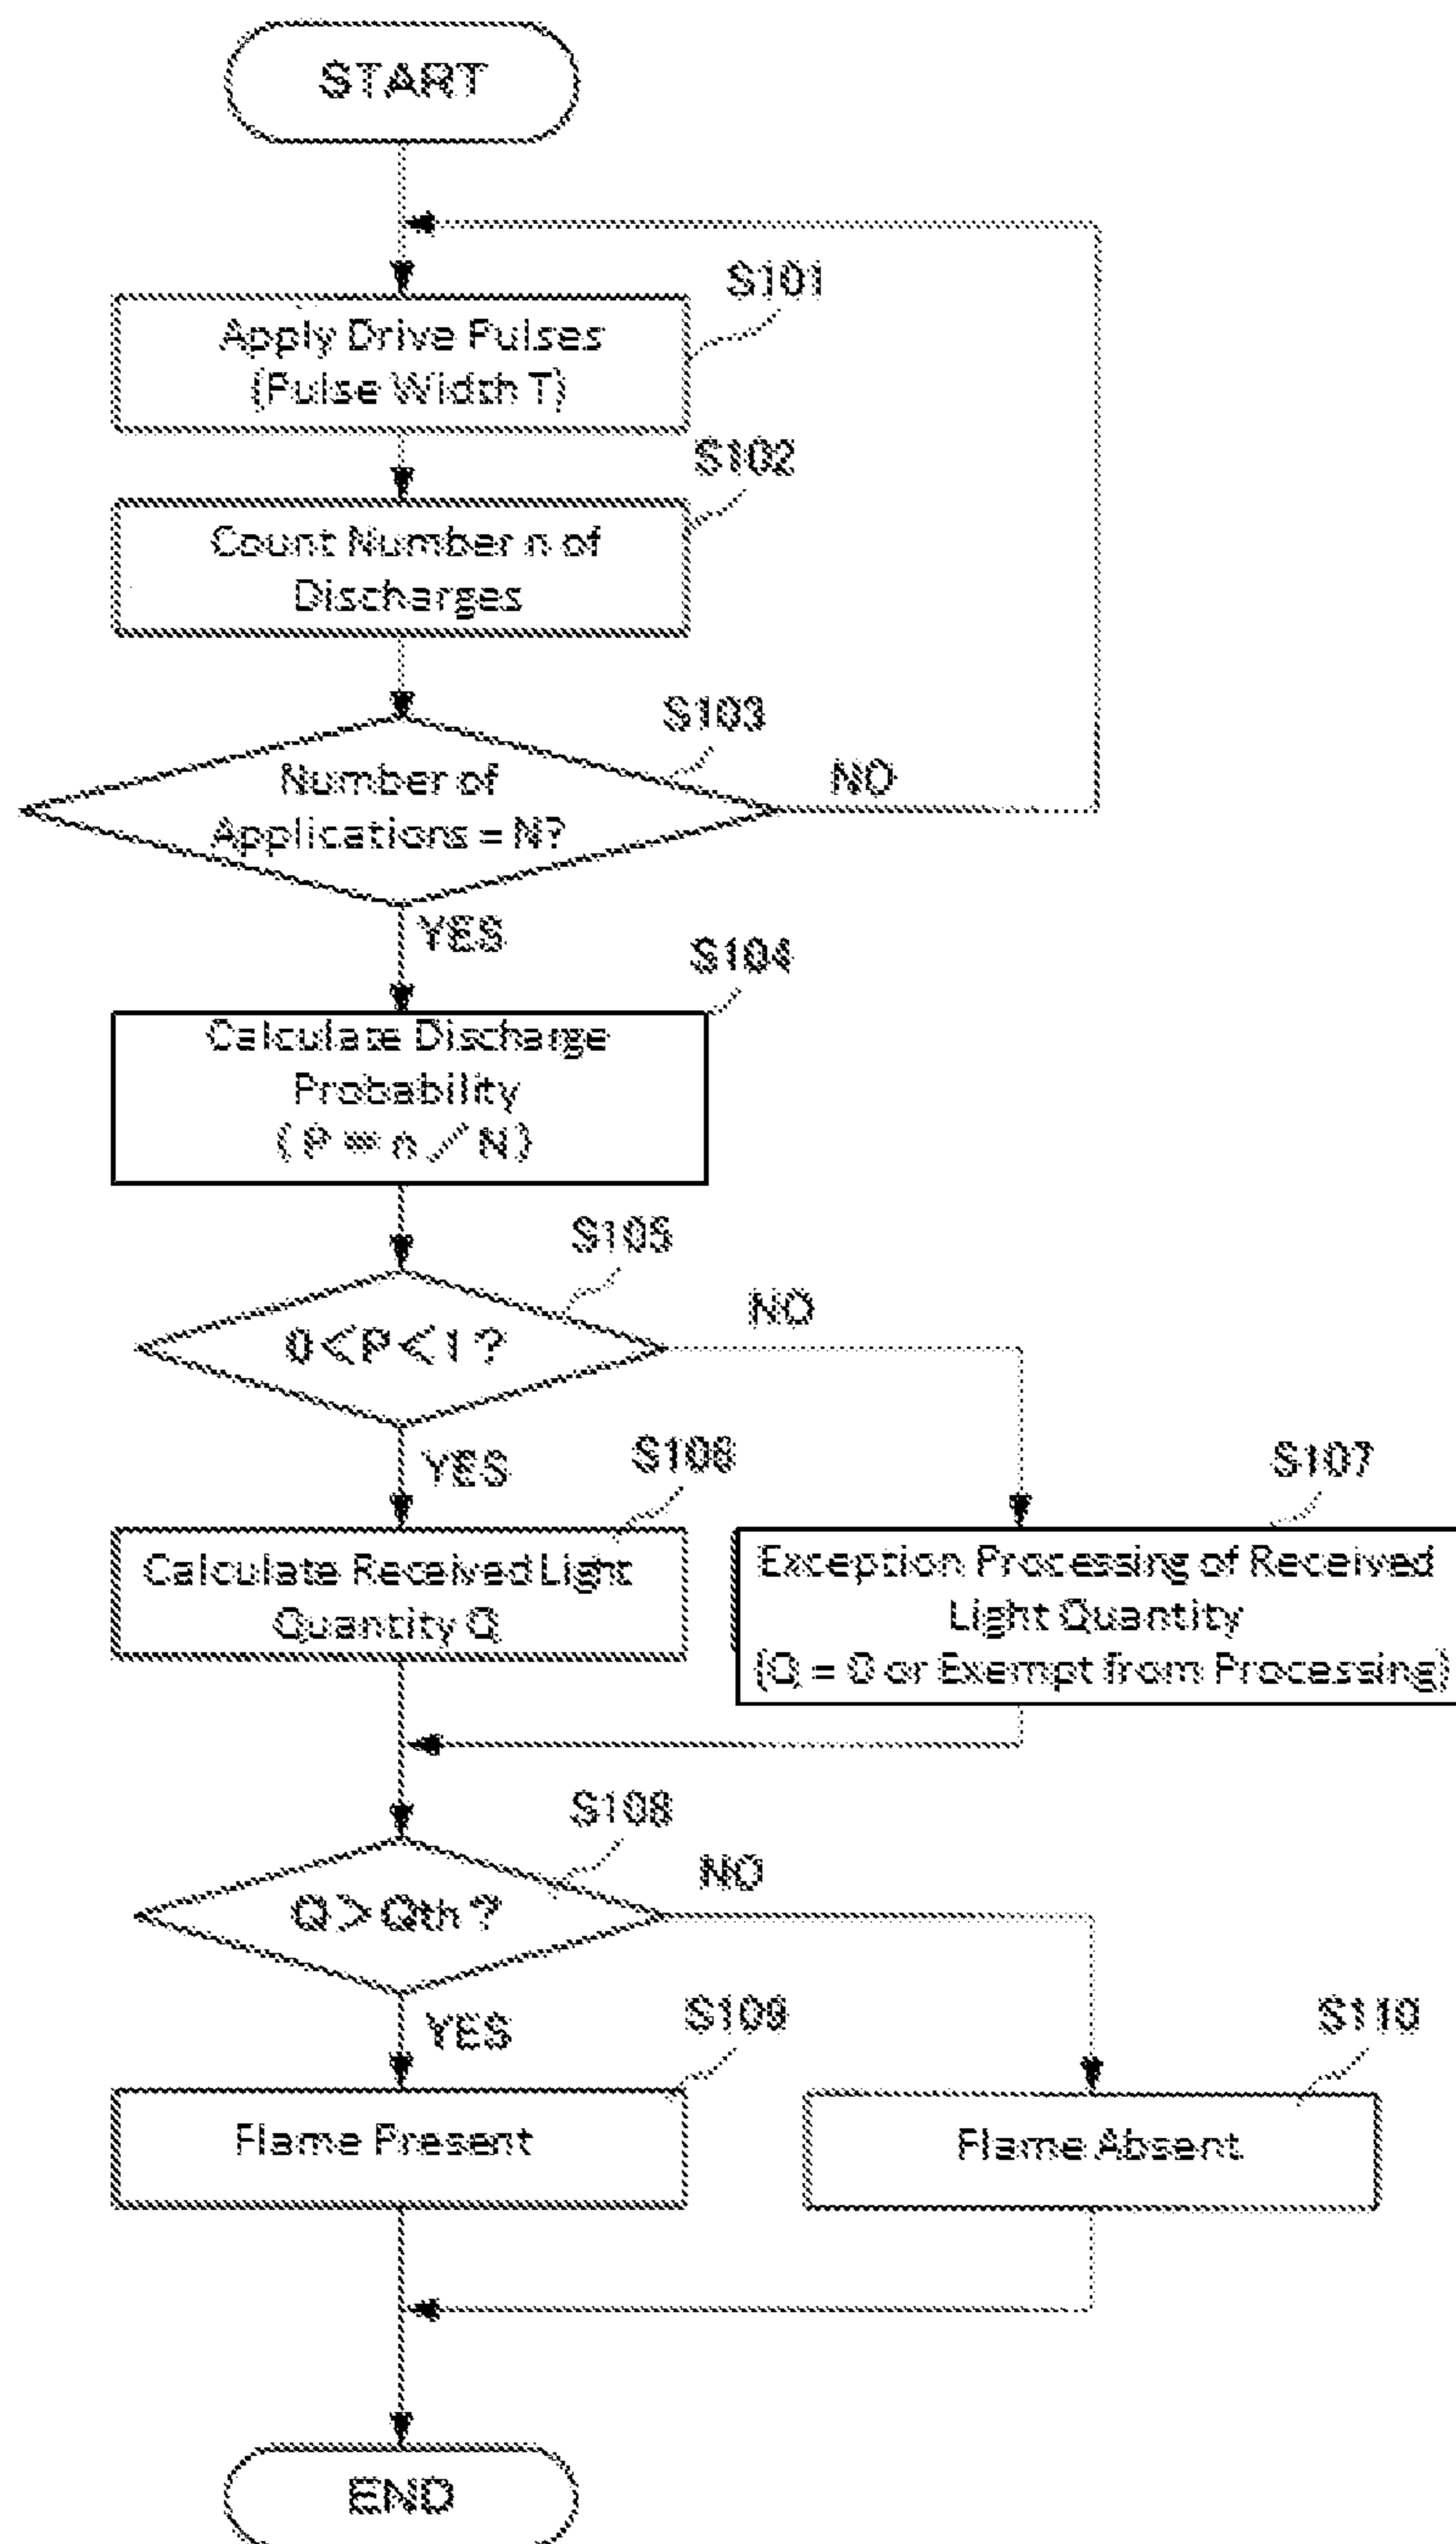 START
S101
Apply Drive Pulses
(Pulse Width T)
S102
Count Number n of
Discharges
S103
Number of
Applications = N?
NO
YES
S104
Calculate Discharge
Probability
( P = n / N )
S105
0 < P < 1 ?
NO
YES
S106
Calculate Received Light
Quantity Q
S107
Exception Processing of Received
Light Quantity
(Q = 0 or Exempt from Processing)
S108
Q > Qth ?
NO
YES
S109
Flame Present
S110
Flame Absent
END